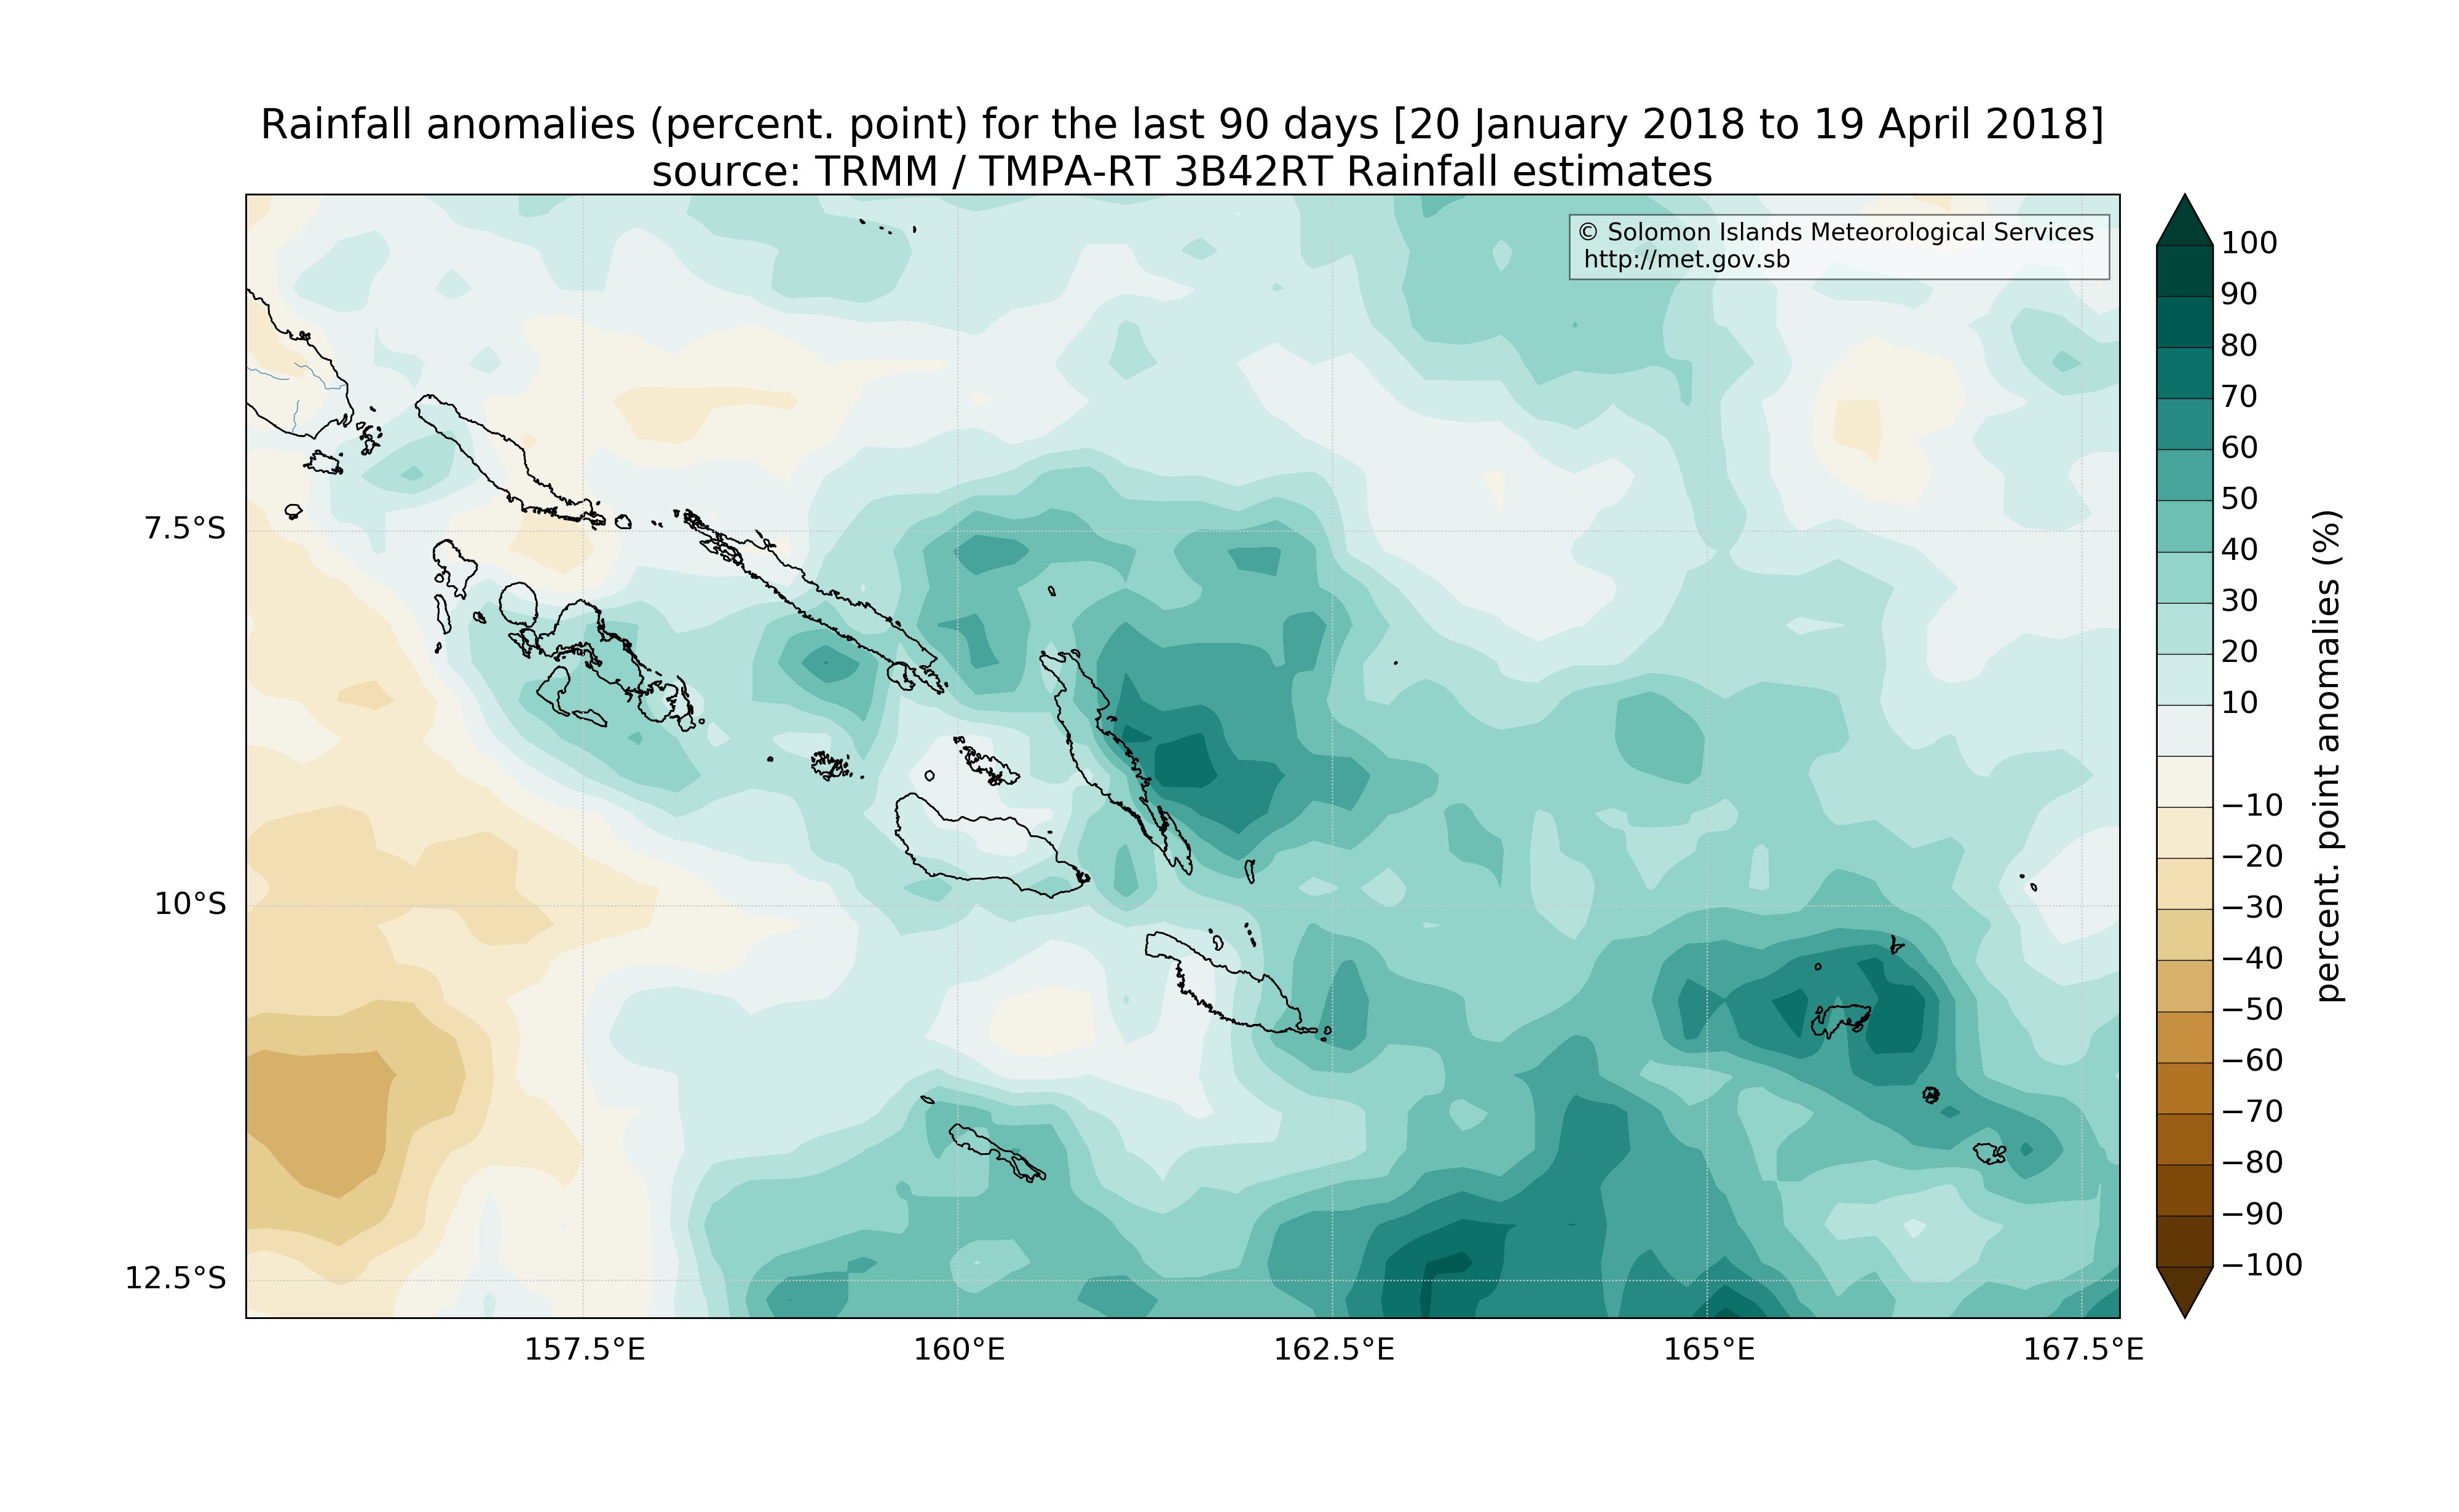 Rainfall anomalies (percent. point) for the last 90 days [20 January 2018 to 19 April 2018]
source: TRMM / TMPA-RT 3B42RT Rainfall estimates
© Solomon Islands Meteorological Services
http://met.gov.sb
7.5°S
10°S
12.5°S
157.5°E
160°E
162.5°E
165°E
167.5°E
100
90
80
70
60
50
40
30
20
10
−10
−20
−30
−40
−50
−60
−70
−80
−90
−100
percent. point anomalies (%)